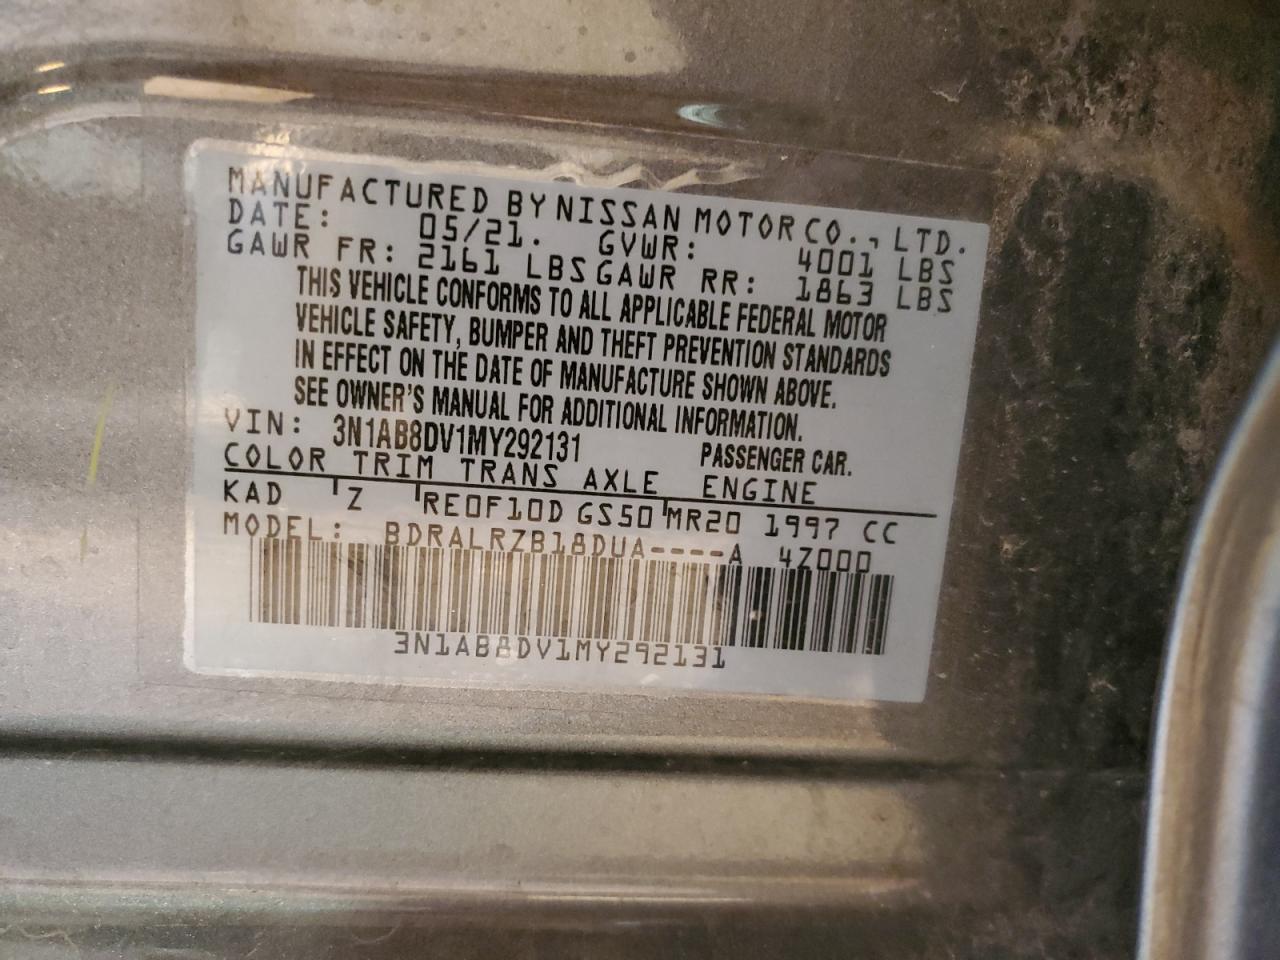 MANUFACTURED BY NISSAN MOTOR CO., LTD.
DATE: 05/21. GVWR: 4001 LBS
GAWR FR: 2161 LBS GAWR RR: 1863 LBS
THIS VEHICLE CONFORMS TO ALL APPLICABLE FEDERAL MOTOR
VEHICLE SAFETY, BUMPER AND THEFT PREVENTION STANDARDS
IN EFFECT ON THE DATE OF MANUFACTURE SHOWN ABOVE.
SEE OWNER'S MANUAL FOR ADDITIONAL INFORMATION.
VIN: 3N1AB8DV1MY292131 PASSENGER CAR.
COLOR TRIM TRANS AXLE ENGINE
KAD Z RE0F10D GS50 MR20 1997 CC
MODEL: BDRALRZB18DUA----A 4Z000
3N1AB8DV1MY292131